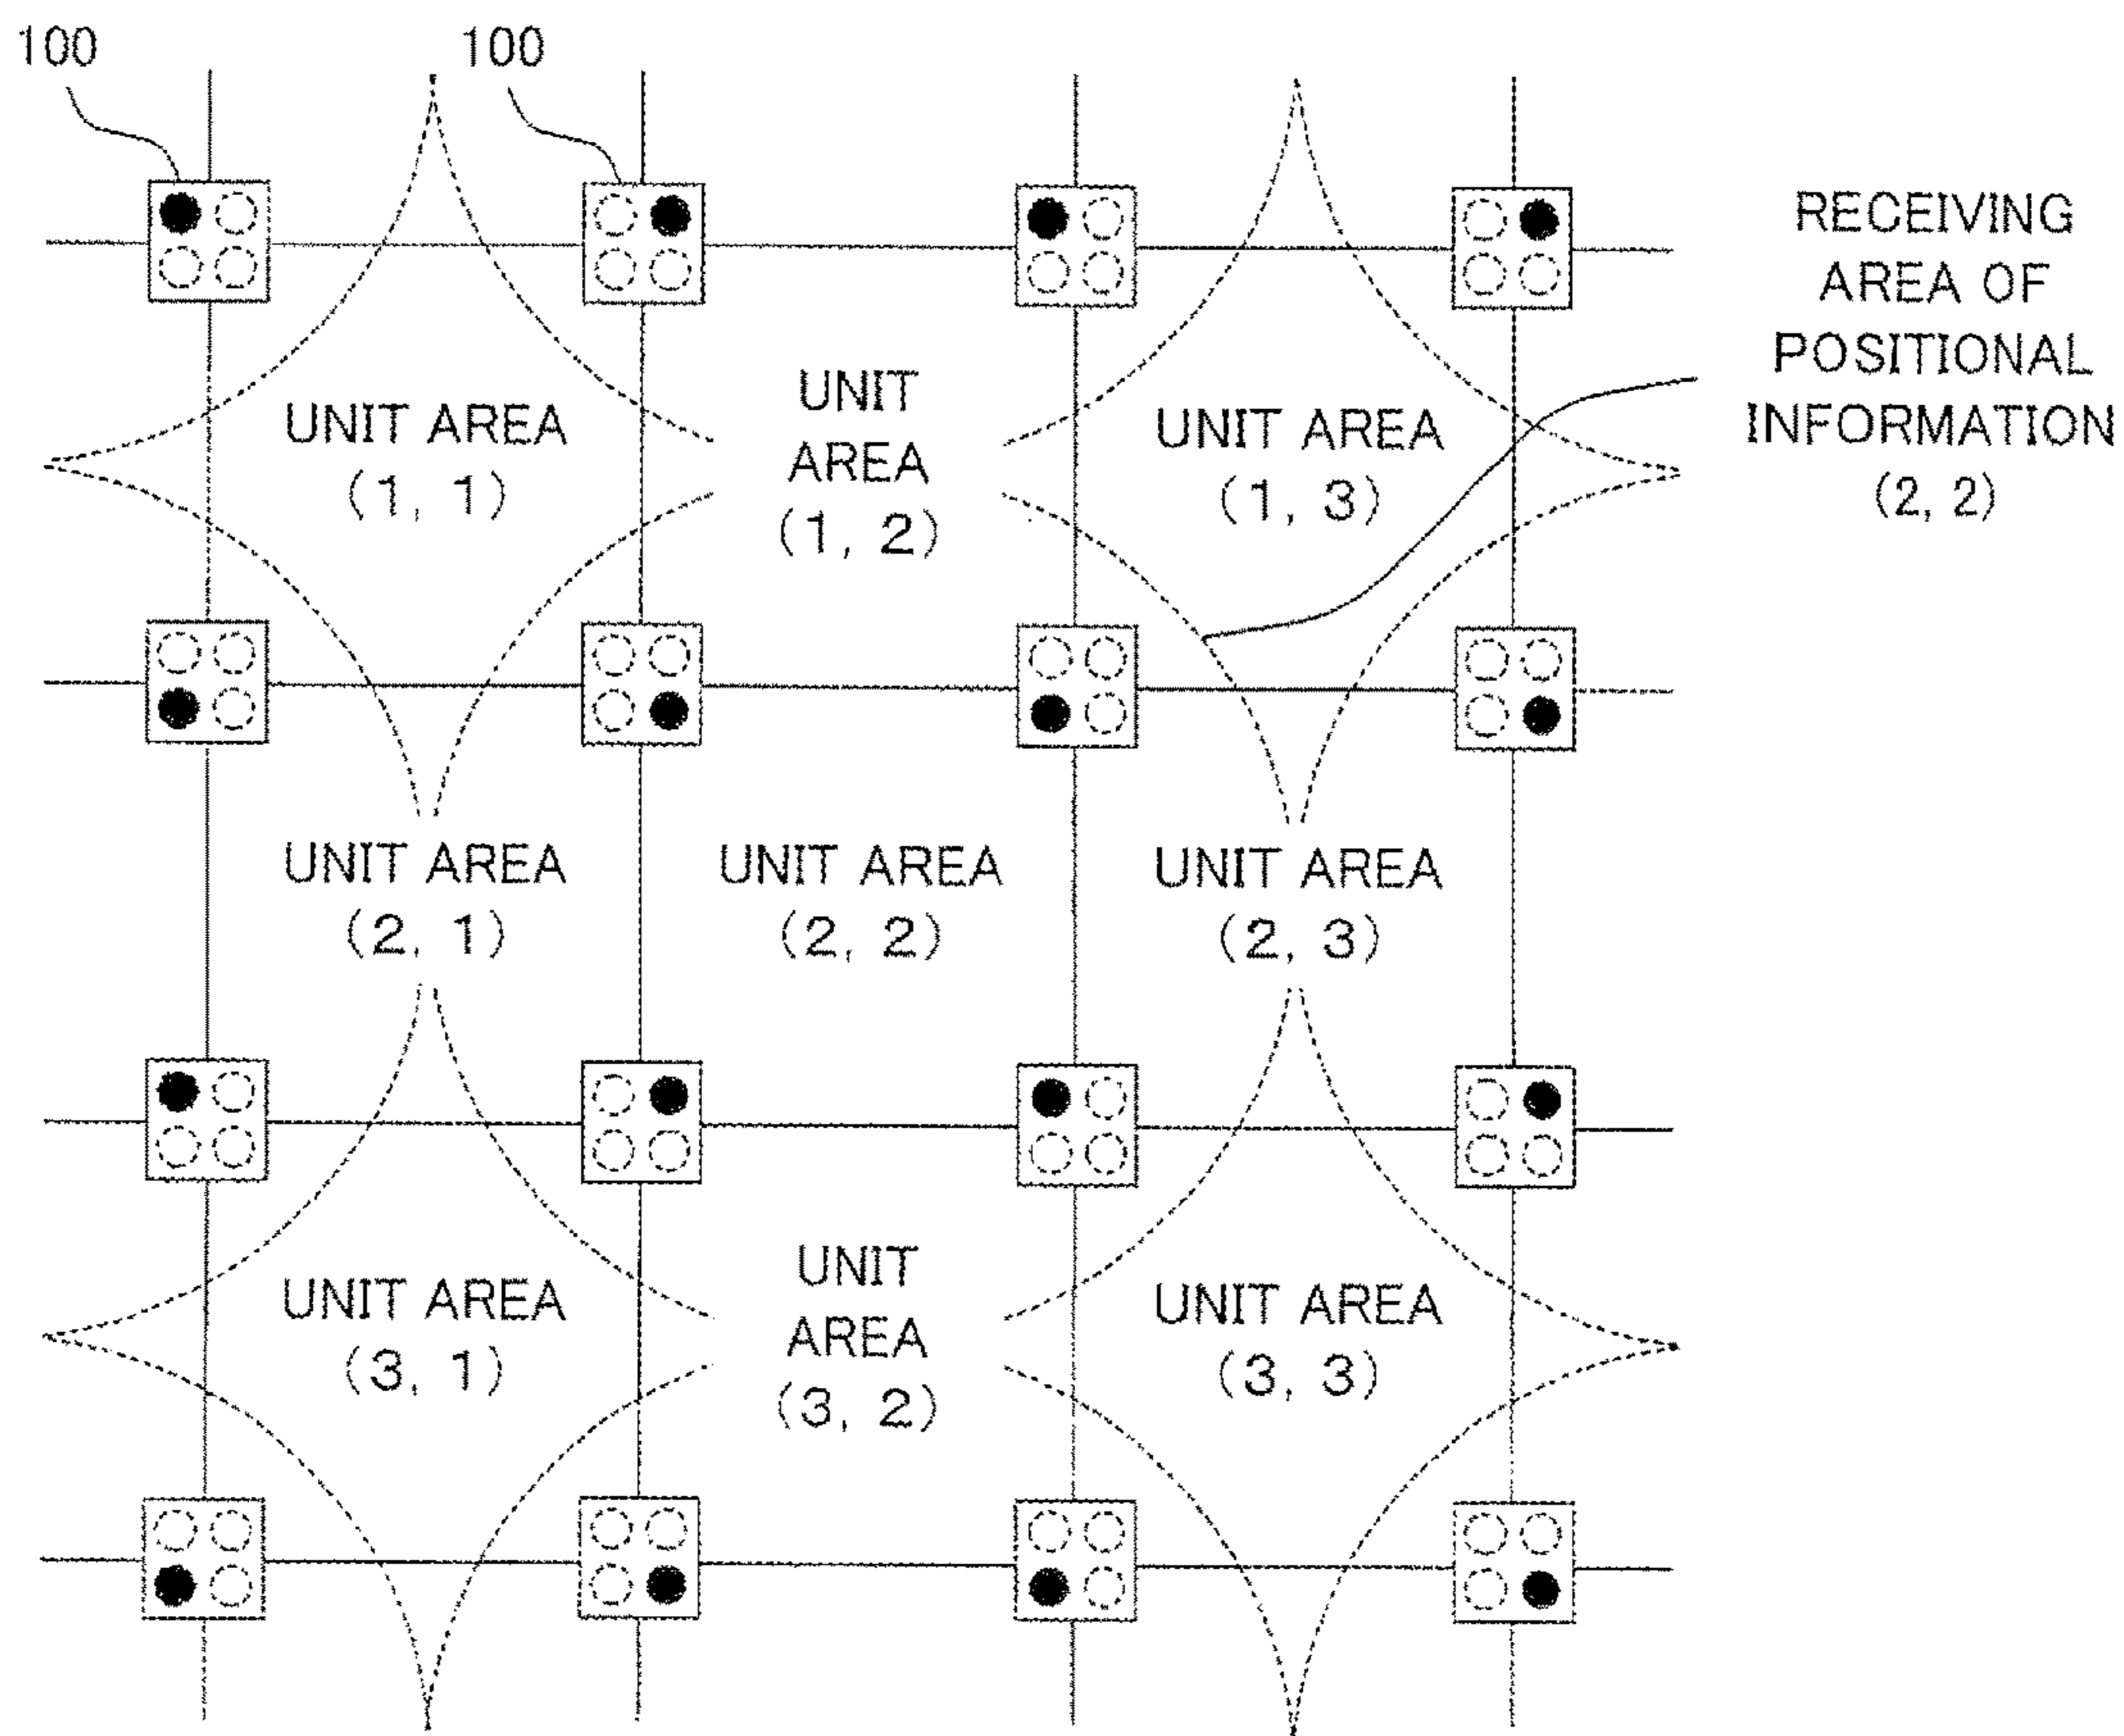 100
100
RECEIVING
AREA OF
POSITIONAL
INFORMATION
(2, 2)
UNIT AREA
(1, 1)
UNIT
AREA
(1, 2)
UNIT AREA
(1, 3)
UNIT AREA
(2, 1)
UNIT AREA
(2, 2)
UNIT AREA
(2, 3)
UNIT AREA
(3, 1)
UNIT
AREA
(3, 2)
UNIT AREA
(3, 3)